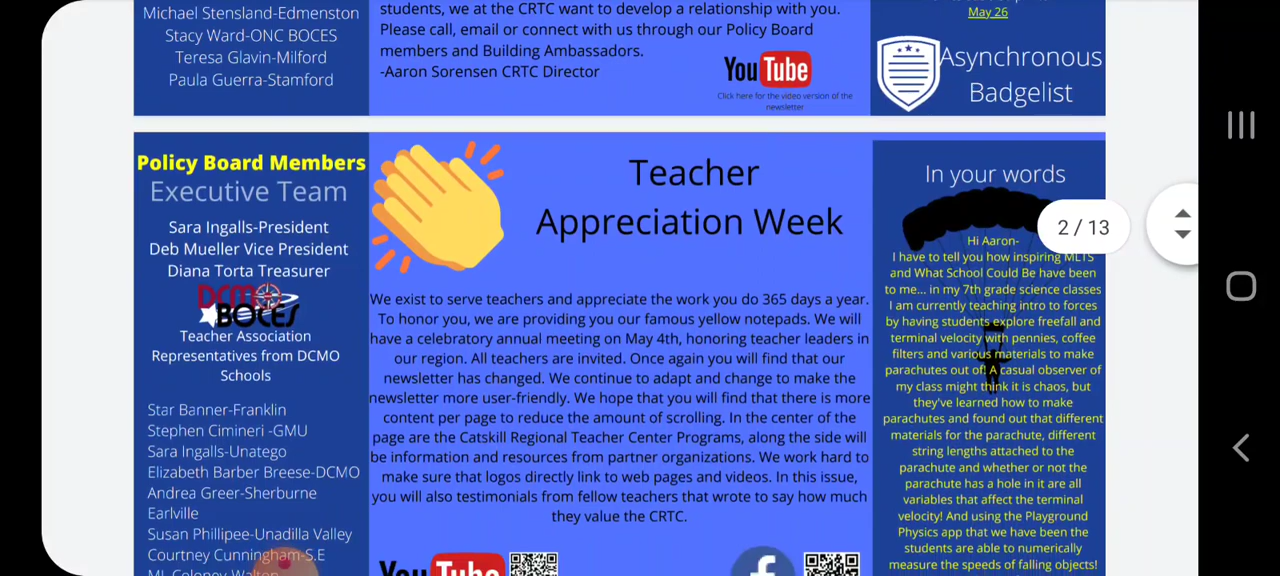 Michael Stensland-Edmenston
Stacy Ward-ONC BOCES
Teresa Glavin-Milford
Paula Guerra-Stamford
students, we at the CRTC want to develop a relationship with you.
Please call, email or connect with us through our Policy Board
members and Building Ambassadors.
-Aaron Sorensen CRTC Director
YouTube
Click here for the video version of the
newsletter
May 26
Asynchronous
Badgelist
Policy Board Members
Executive Team
Sara Ingalls-President
Deb Mueller Vice President
Diana Torta Treasurer
DCMO
BOCES
Teacher Association
Representatives from DCMO
Schools
Star Banner-Franklin
Stephen Cimineri -GMU
Sara Ingalls-Unatego
Elizabeth Barber Breese-DCMO
Andrea Greer-Sherburne
Earlville
Susan Phillipee-Unadilla Valley
Courtney Cunningham-S.E
Teacher
Appreciation Week
We exist to serve teachers and appreciate the work you do 365 days a year.
To honor you, we are providing you our famous yellow notepads. We will
have a celebratory annual meeting on May 4th, honoring teacher leaders in
our region. All teachers are invited. Once again you will find that our
newsletter has changed. We continue to adapt and change to make the
newsletter more user-friendly. We hope that you will find that there is more
content per page to reduce the amount of scrolling. In the center of the
page are the Catskill Regional Teacher Center Programs, along the side will
be information and resources from partner organizations. We work hard to
make sure that logos directly link to web pages and videos. In this issue,
you will also testimonials from fellow teachers that wrote to say how much
they value the CRTC.
YouTube
In your words
2 / 13
Hi Aaron-
I have to tell you how inspiring MLTS
and What School Could Be have been
to me... in my 7th grade science classes
I am currently teaching intro to forces
by having students explore freefall and
terminal velocity with pennies, coffee
filters and various materials to make
parachutes out of! A casual observer of
my class might think it is chaos, but
they've learned how to make
parachutes and found out that different
materials for the parachute, different
string lengths attached to the
parachute and whether or not the
parachute has a hole in it are all
variables that affect the terminal
velocity! And using the Playground
Physics app that we have been the
students are able to numerically
measure the speeds of falling objects!